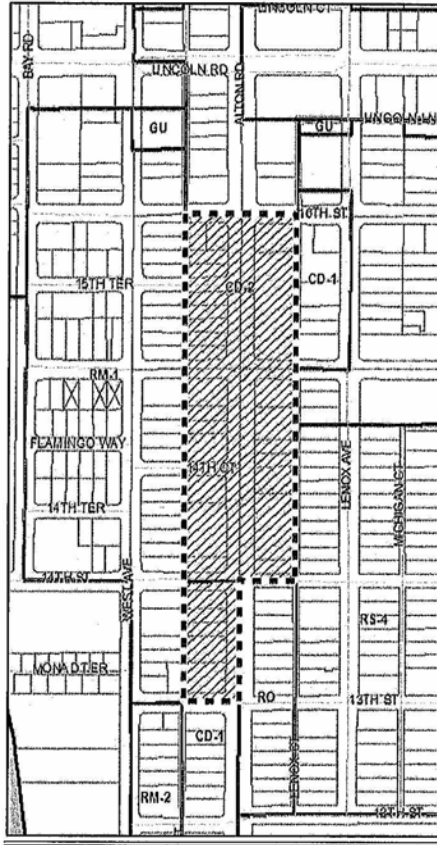 LINCOLN CT
BAY RD
LINCOLN RD
ALTON RD
GU
GU
LINCOLN LN
16TH ST
CD-1
15TH TER
CD-2
RM-1
FLAMINGO WAY
14TH CT
LENOX AVE
MICHIGAN CT
14TH TER
14TH ST
WEST AVE
RS-4
MONAD TER
RO
13TH ST
CD-1
LENOX CT
RM-2
12TH ST